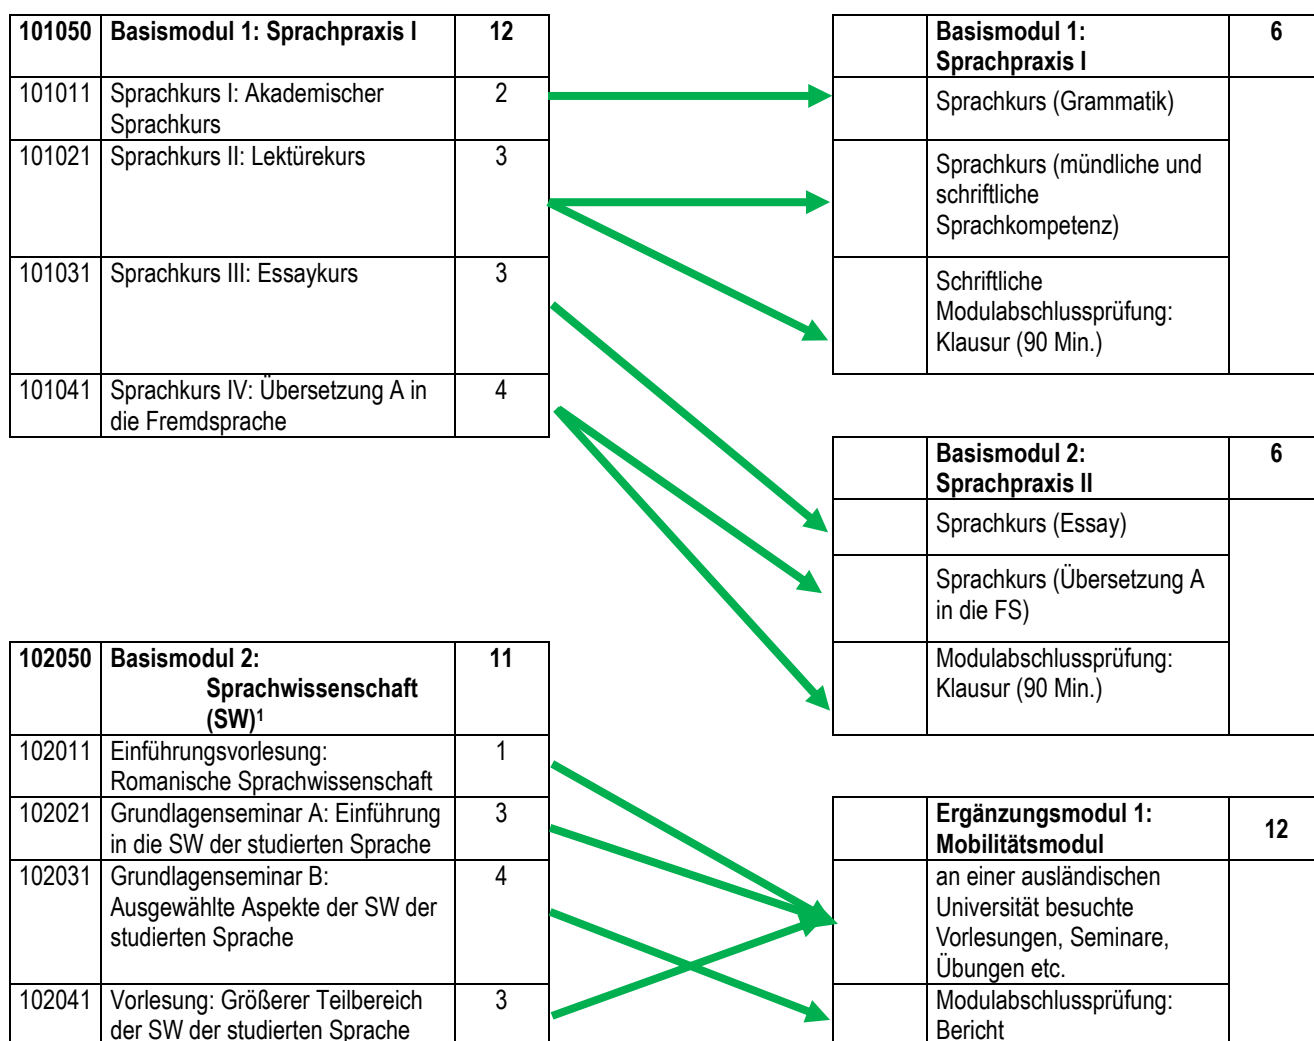 101050 Basismodul 1: Sprachpraxis I 12
101011 Sprachkurs I: Akademischer 2
Sprachkurs
101021 Sprachkurs II: Lektürekurs 3
101031 Sprachkurs III: Essaykurs 3
101041 Sprachkurs IV: Übersetzung A in 4
die Fremdsprache
102050 Basismodul 2: 11
Sprachwissenschaft
(SW)¹
102011 Einführungsvorlesung: 1
Romanische Sprachwissenschaft
102021 Grundlagenseminar A: Einführung 3
in die SW der studierten Sprache
102031 Grundlagenseminar B: 4
Ausgewählte Aspekte der SW der
studierten Sprache
102041 Vorlesung: Größerer Teilbereich 3
der SW der studierten Sprache
Basismodul 1: 6
Sprachpraxis I
Sprachkurs (Grammatik)
Sprachkurs (mündliche und
schriftliche
Sprachkompetenz)
Schriftliche
Modulabschlussprüfung:
Klausur (90 Min.)
Basismodul 2: 6
Sprachpraxis II
Sprachkurs (Essay)
Sprachkurs (Übersetzung A
in die FS)
Modulabschlussprüfung:
Klausur (90 Min.)
Ergänzungsmodul 1: 12
Mobilitätsmodul
an einer ausländischen
Universität besuchte
Vorlesungen, Seminare,
Übungen etc.
Modulabschlussprüfung:
Bericht